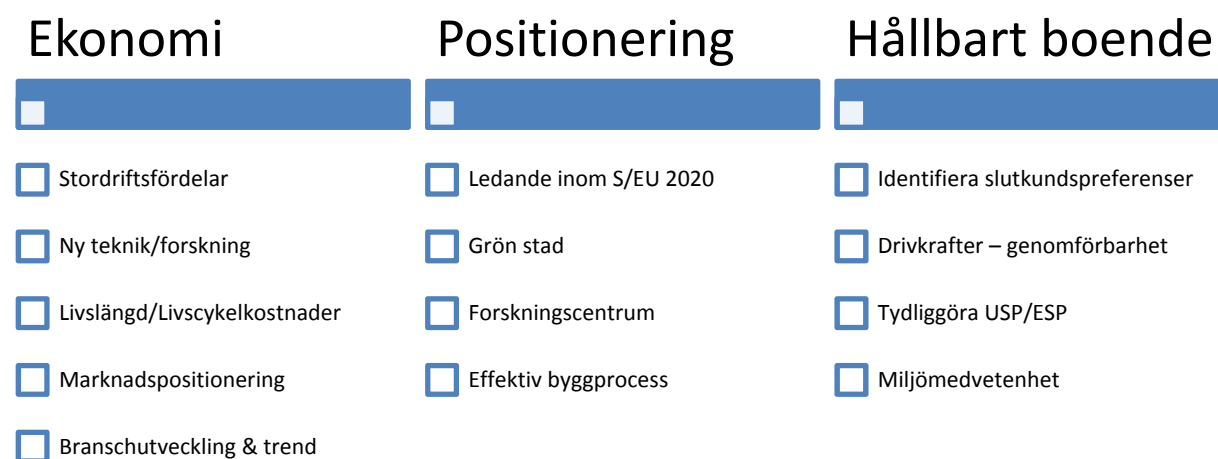 Ekonomi
Stordriftsfördelar
Ny teknik/forskning
Livslängd/Livscykelkostnader
Marknadspositionering
Branschutveckling & trend
Positionering
Ledande inom S/EU 2020
Grön stad
Forskningscentrum
Effektiv byggprocess
Hållbart boende
Identifiera slutkundspreferenser
Drivkrafter – genomförbarhet
Tydliggöra USP/ESP
Miljömedvetenhet